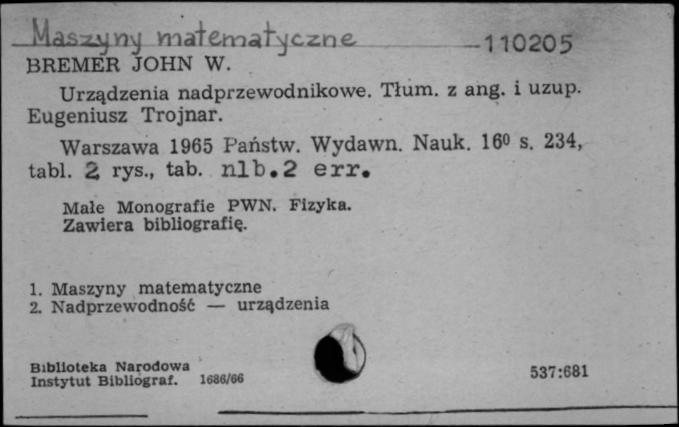 Maszyny matematyczne
110205
BREMER JOHN W.
Urządzenia nadprzewodnikowe. Tłum. z ang. i uzup.
Eugeniusz Trojnar.
Warszawa 1965 Państw. Wydawn. Nauk. 16⁰ s. 234,
tabl. 2 rys., tab. nlb.2 err.
Małe Monografie PWN. Fizyka.
Zawiera bibliografię.
1. Maszyny matematyczne
2. Nadprzewodność — urządzenia
Biblioteka Narodowa
Instytut Bibliograf. 1686/66
537:681